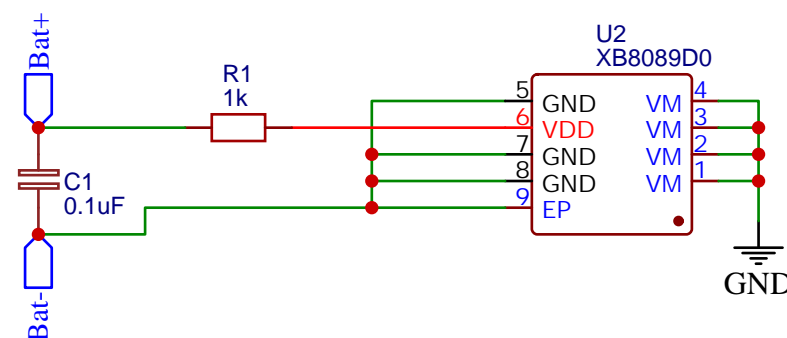 Bat+
R1
1k
C1
0.1uF
Bat-
U2
XB8089D0
5 GND VM 4
6 VDD VM 3
7 GND VM 2
8 GND VM 1
9 EP
GND